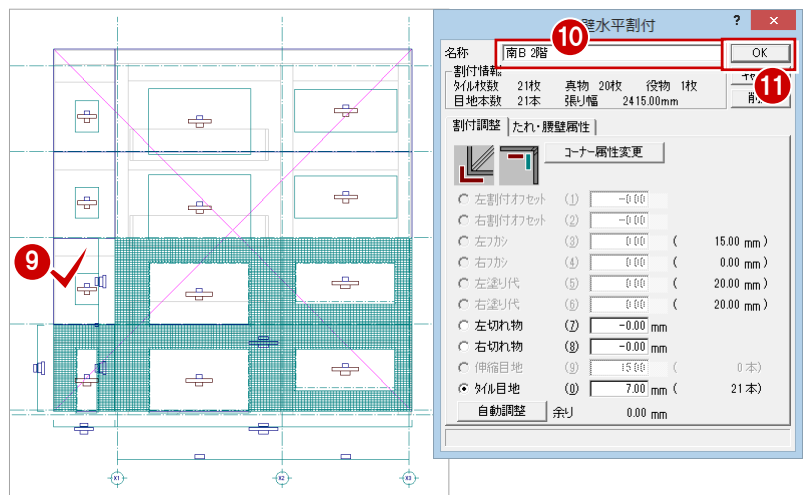 壁水平割付
?
×
⑩
名称
南B 2階
OK
⑪
割付情報
タイル枚数 21枚 真物 20枚 役物 1枚
目地本数 21本 張り幅 2415.00mm
割付調整
たれ・腰壁属性
コーナー属性変更
左割付オフセット (1) -0.00
右割付オフセット (2) -0.00
左フカシ (3) 0.00 ( 15.00 mm )
右フカシ (4) 0.00 ( 0.00 mm )
左塗り代 (5) 0.00 ( 20.00 mm )
右塗り代 (6) 0.00 ( 20.00 mm )
左切れ物 (7) -0.00 mm
右切れ物 (8) -0.00 mm
伸縮目地 (9) 15.00 ( 0 本)
タイル目地 (0) 7.00 mm ( 21 本)
自動調整 余り 0.00 mm
⑨
X1
X2
X3